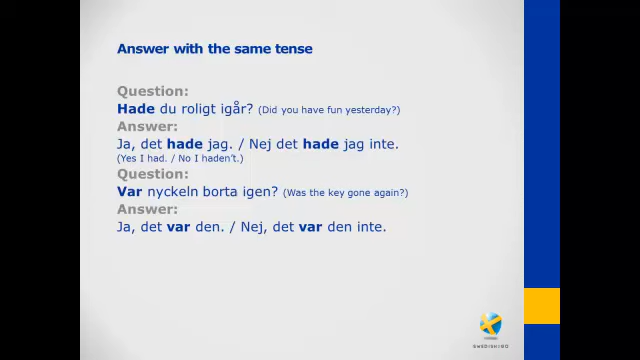 Answer with the same tense
Question:
Hade du roligt igår? (Did you have fun yesterday?)
Answer:
Ja, det hade jag. / Nej det hade jag inte.
(Yes I had. / No I haden't.)
Question:
Var nyckeln borta igen? (Was the key gone again?)
Answer:
Ja, det var den. / Nej, det var den inte.